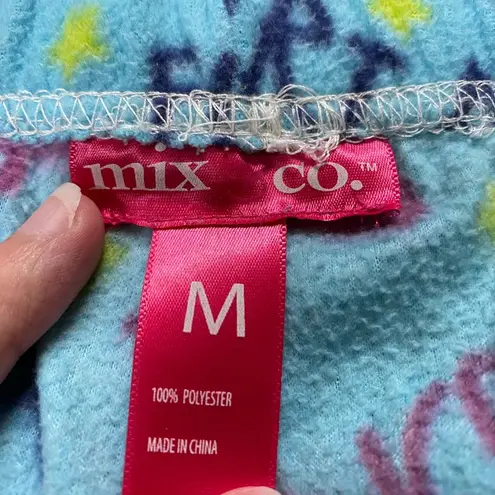 mix co.™
M
100% POLYESTER
MADE IN CHINA